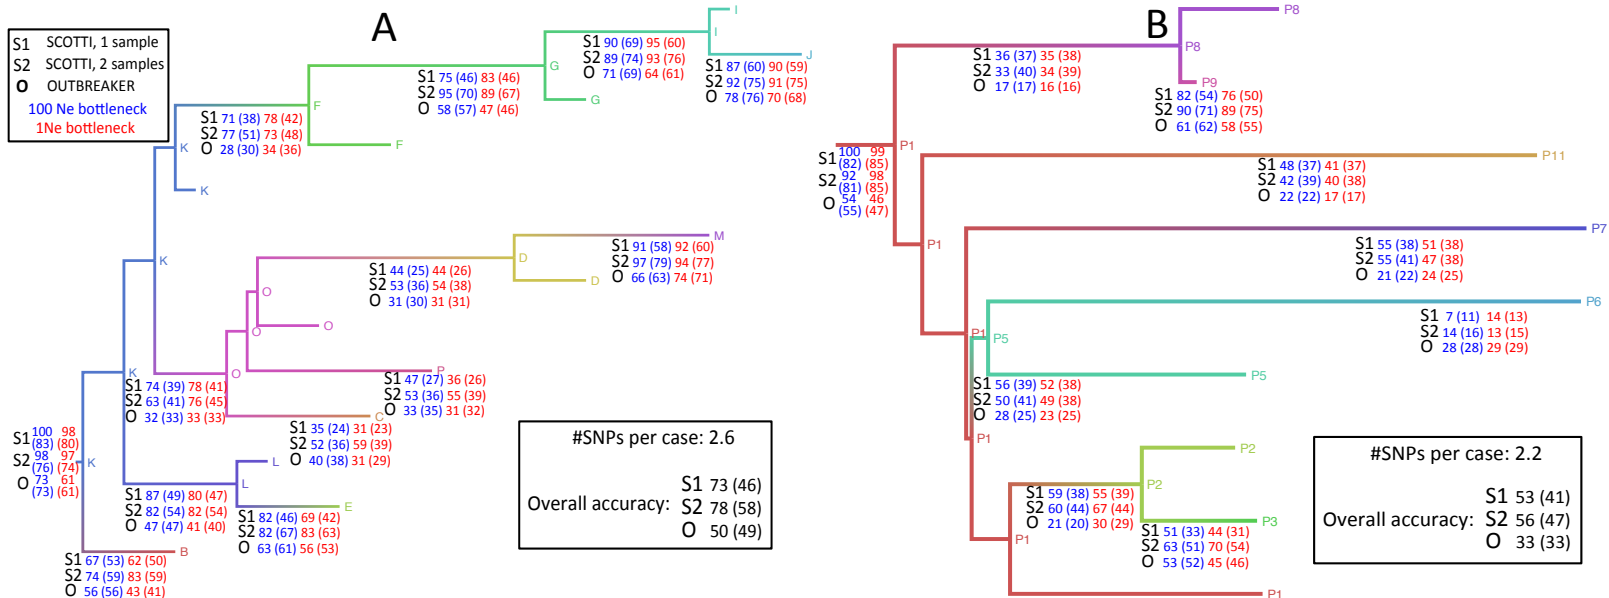 A
S1 SCOTTI, 1 sample
S2 SCOTTI, 2 samples
O OUTBREAKER
100 Ne bottleneck
1Ne bottleneck
I
I
J
S1 90 (69) 95 (60)
S2 89 (74) 93 (76)
O 71 (69) 64 (61)
S1 87 (60) 90 (59)
S2 92 (75) 91 (75)
O 78 (76) 70 (68)
G
G
S1 75 (46) 83 (46)
S2 95 (70) 89 (67)
O 58 (57) 47 (46)
F
F
S1 71 (38) 78 (42)
S2 77 (51) 73 (48)
O 28 (30) 34 (36)
K
K
K
M
S1 91 (58) 92 (60)
S2 97 (79) 94 (77)
O 66 (63) 74 (71)
D
D
S1 44 (25) 44 (26)
S2 53 (36) 54 (38)
O 31 (30) 31 (31)
O
O
O
O
P
S1 47 (27) 36 (26)
S2 53 (36) 55 (39)
O 33 (35) 31 (32)
K
S1 74 (39) 78 (41)
S2 63 (41) 76 (45)
O 32 (33) 33 (33)
C
S1 35 (24) 31 (23)
S2 52 (36) 59 (39)
O 40 (38) 31 (29)
S1 100 98
(83) (80)
S2 98 97
(76) (74)
O 73 61
(73) (61)
K
L
L
S1 87 (49) 80 (47)
S2 82 (54) 82 (54)
O 47 (47) 41 (40)
E
S1 82 (46) 69 (42)
S2 82 (67) 83 (63)
O 63 (61) 56 (53)
B
S1 67 (53) 62 (50)
S2 74 (59) 83 (59)
O 56 (56) 43 (41)
#SNPs per case: 2.6
Overall accuracy:
S1 73 (46)
S2 78 (58)
O 50 (49)
B
P8
P8
P9
S1 36 (37) 35 (38)
S2 33 (40) 34 (39)
O 17 (17) 16 (16)
S1 82 (54) 76 (50)
S2 90 (71) 89 (75)
O 61 (62) 58 (55)
P1
S1 100 99
(82) (85)
S2 92 98
(81) (85)
O 54 46
(55) (47)
P11
S1 48 (37) 41 (37)
S2 42 (39) 40 (38)
O 22 (22) 17 (17)
P1
P7
S1 55 (38) 51 (38)
S2 55 (41) 47 (38)
O 21 (22) 24 (25)
P6
S1 7 (11) 14 (13)
S2 14 (16) 13 (15)
O 28 (28) 29 (29)
P1
P5
P5
S1 56 (39) 52 (38)
S2 50 (41) 49 (38)
O 28 (25) 23 (25)
P1
P2
P2
S1 59 (38) 55 (39)
S2 60 (44) 67 (44)
O 21 (20) 30 (29)
P3
S1 51 (33) 44 (31)
S2 63 (51) 70 (54)
O 53 (52) 45 (46)
P1
P1
#SNPs per case: 2.2
Overall accuracy:
S1 53 (41)
S2 56 (47)
O 33 (33)